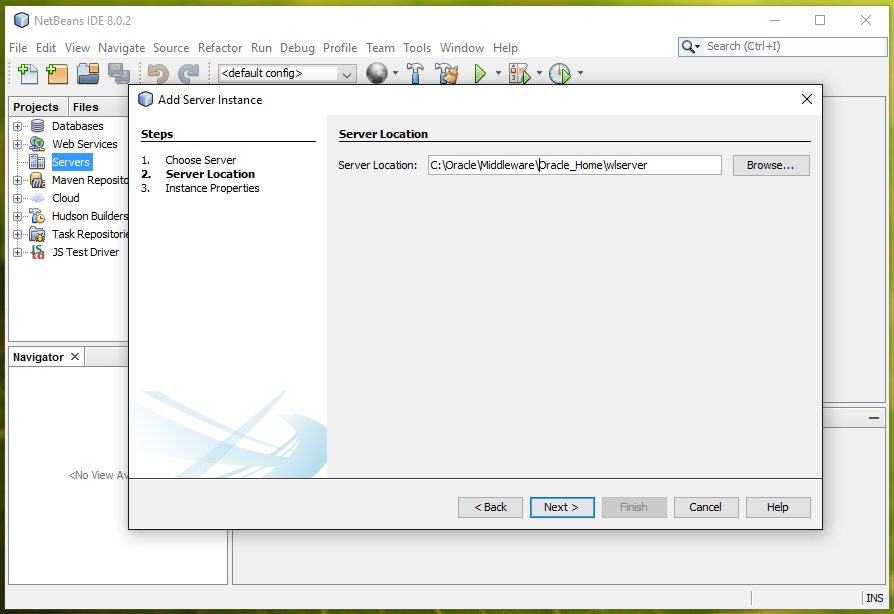 NetBeans IDE 8.0.2
File Edit View Navigate Source Refactor Run Debug Profile Team Tools Window Help
Search (Ctrl+I)
<default config>
Projects Files
Databases
Web Services
Servers
Maven Reposito
Cloud
Hudson Builders
Task Repositorie
JS Test Driver
Navigator
<No View Av
Add Server Instance
Steps
1. Choose Server
2. Server Location
3. Instance Properties
Server Location
Server Location: C:\Oracle\Middleware\Oracle_Home\wlserver Browse...
< Back Next > Finish Cancel Help
INS